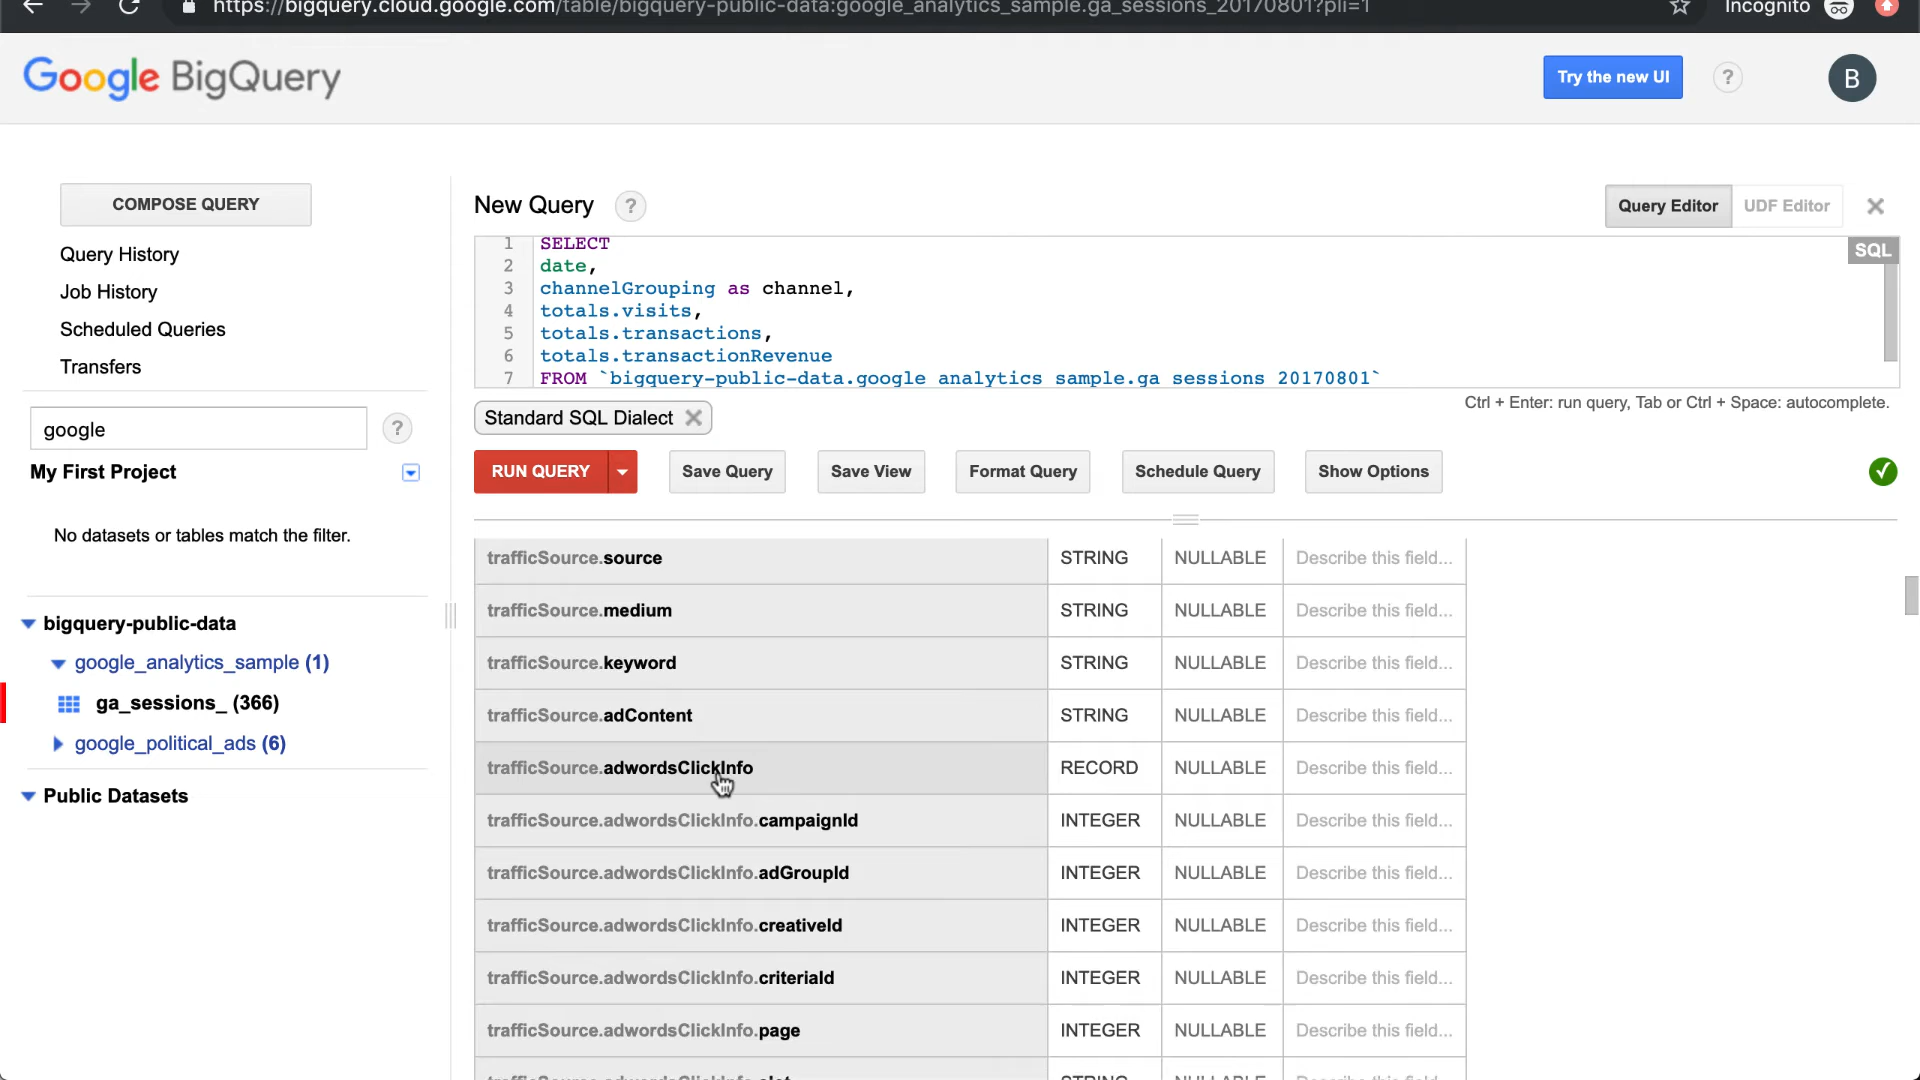 https://bigquery.cloud.google.com/table/bigquery-public-data:google_analytics_sample.ga_sessions_20170801?pli=1
Incognito
Google BigQuery
Try the new UI
?
B
COMPOSE QUERY
Query History
Job History
Scheduled Queries
Transfers
google
?
My First Project
No datasets or tables match the filter.
bigquery-public-data
google_analytics_sample (1)
ga_sessions_ (366)
google_political_ads (6)
Public Datasets
New Query ?
Query Editor UDF Editor
SQL
1 SELECT
2 date,
3 channelGrouping as channel,
4 totals.visits,
5 totals.transactions,
6 totals.transactionRevenue
7 FROM `bigquery-public-data.google_analytics_sample.ga_sessions_20170801`
Ctrl + Enter: run query, Tab or Ctrl + Space: autocomplete.
Standard SQL Dialect
RUN QUERY Save Query Save View Format Query Schedule Query Show Options
trafficSource.source STRING NULLABLE Describe this field...
trafficSource.medium STRING NULLABLE Describe this field...
trafficSource.keyword STRING NULLABLE Describe this field...
trafficSource.adContent STRING NULLABLE Describe this field...
trafficSource.adwordsClickInfo RECORD NULLABLE Describe this field...
trafficSource.adwordsClickInfo.campaignId INTEGER NULLABLE Describe this field...
trafficSource.adwordsClickInfo.adGroupId INTEGER NULLABLE Describe this field...
trafficSource.adwordsClickInfo.creativeId INTEGER NULLABLE Describe this field...
trafficSource.adwordsClickInfo.criteriaId INTEGER NULLABLE Describe this field...
trafficSource.adwordsClickInfo.page INTEGER NULLABLE Describe this field...
trafficSource.adwordsClickInfo.slot STRING NULLABLE Describe this field...